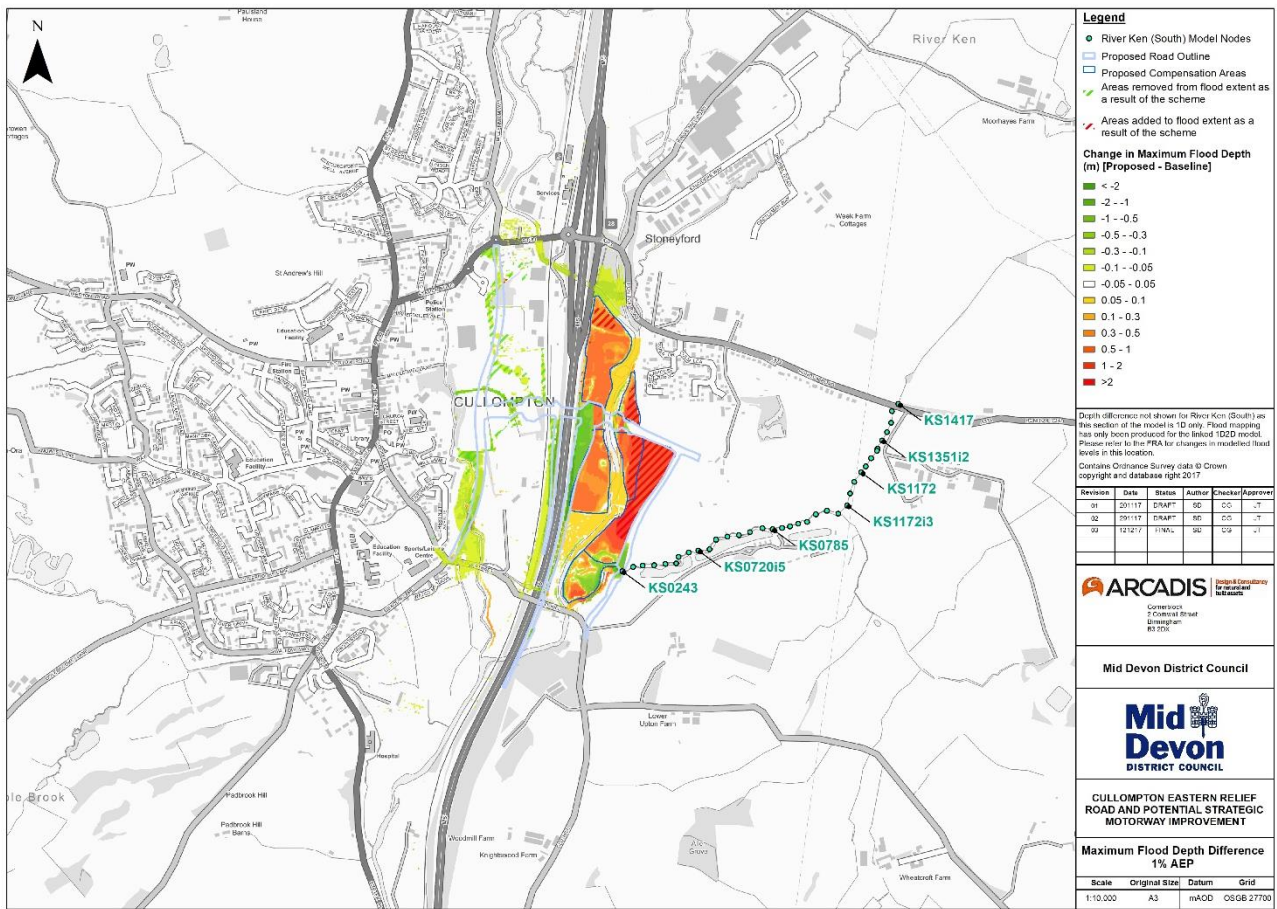 N
Paulsland
House
River Ken
Moorhayes Farm
Services
28
Week Farm
Cottages
Stoneyford
PW
St Andrew's Hill
Police
Station
Education
Facility
PW
Fire
Station
PW
PW
CULLOMPTON
Library
PW
Education
Facility
Education
Facility
Sports/Leisure
Centre
KS1417
KS1351i2
KS1172
KS1172i3
KS0785
KS0720i5
KS0243
Lower
Upton Farm
Hospital
ole Brook
Padbrook Hill
Padbrook Hill
Barns
Woodmill Farm
Knightswood Farm
Wheatcroft Farm
Legend
River Ken (South) Model Nodes
Proposed Road Outline
Proposed Compensation Areas
Areas removed from flood extent as
a result of the scheme
Areas added to flood extent as a
result of the scheme
Change in Maximum Flood Depth
(m) [Proposed - Baseline]
< -2
-2 - -1
-1 - -0.5
-0.5 - -0.3
-0.3 - -0.1
-0.1 - -0.05
-0.05 - 0.05
0.05 - 0.1
0.1 - 0.3
0.3 - 0.5
0.5 - 1
1 - 2
>2
Depth difference not shown for River Ken (South) as
this section of the model is 1D only. Flood mapping
has only been produced for the linked 1D2D model.
Please refer to the FRA for changes in modelled flood
levels in this location.
Contains Ordnance Survey data © Crown
copyright and database right 2017
Revision Date Status Author Checker Approver
01 201117 DRAFT SD CG JT
02 291117 DRAFT SD CG JT
03 121217 FINAL SD CG JT
ARCADIS Design & Consultancy
for natural and
built assets
Cornerblock
2 Cornwall Street
Birmingham
B3 2DX
Mid Devon District Council
Mid
Devon
DISTRICT COUNCIL
CULLOMPTON EASTERN RELIEF
ROAD AND POTENTIAL STRATEGIC
MOTORWAY IMPROVEMENT
Maximum Flood Depth Difference
1% AEP
Scale Original Size Datum Grid
1:10,000 A3 mAOD OSGB 27700